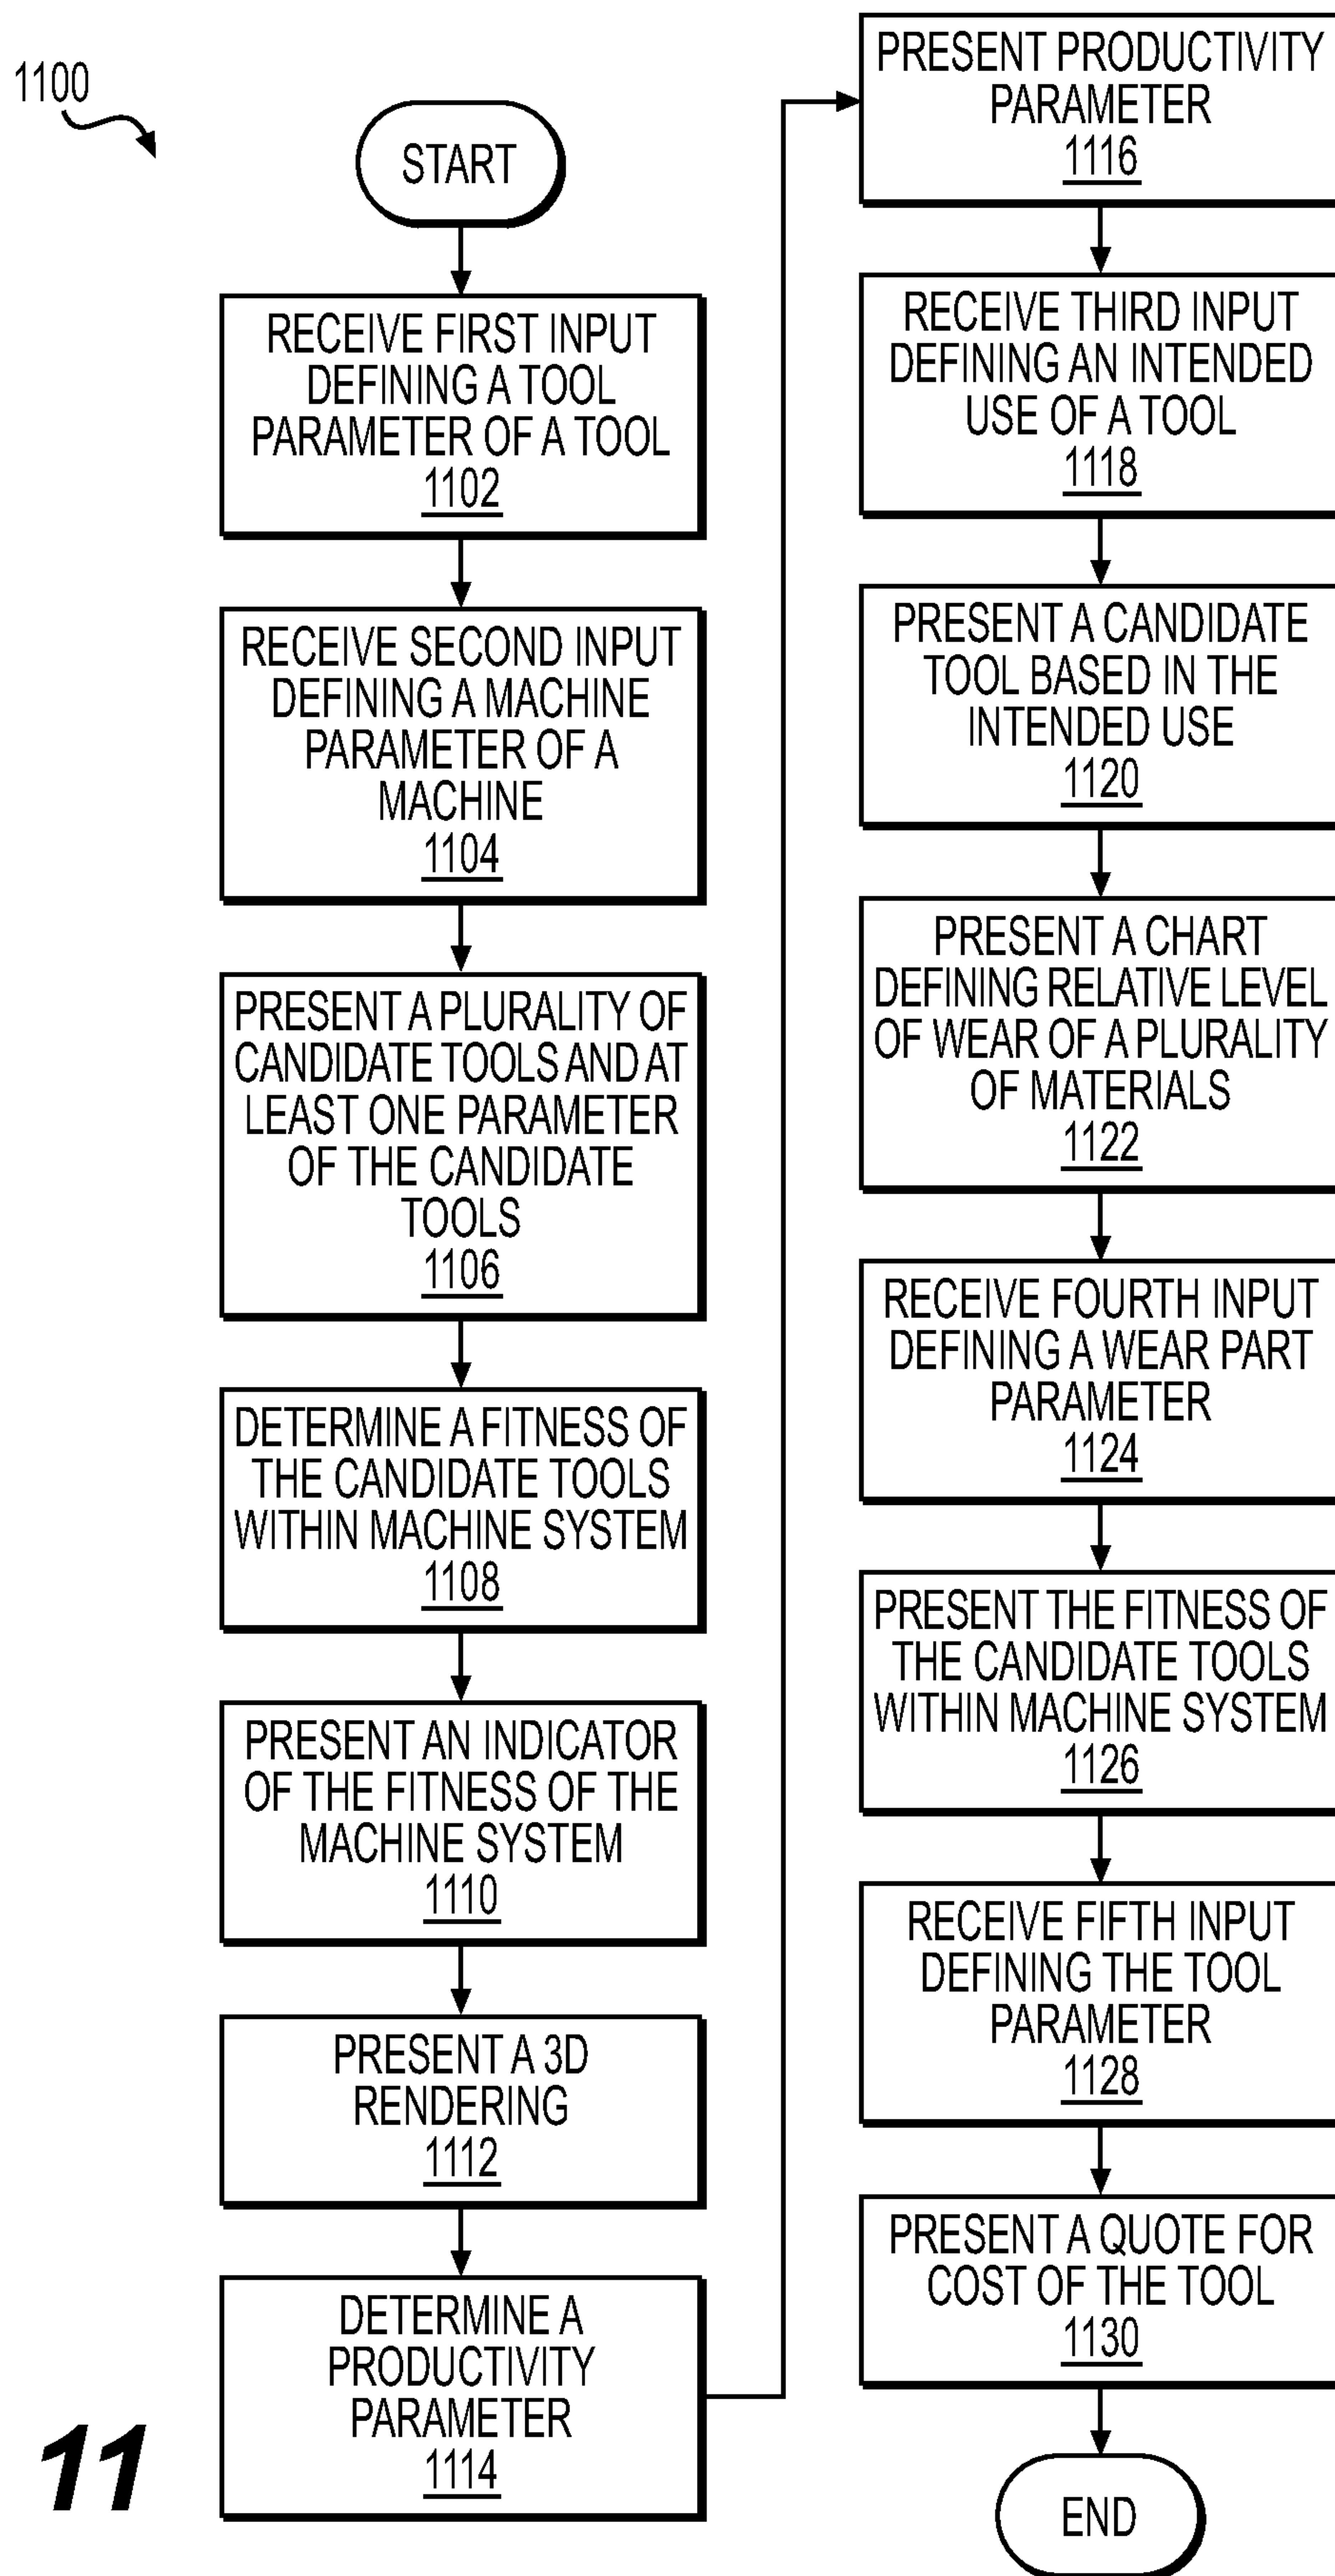 1100
START
RECEIVE FIRST INPUT
DEFINING A TOOL
PARAMETER OF A TOOL
1102
RECEIVE SECOND INPUT
DEFINING A MACHINE
PARAMETER OF A
MACHINE
1104
PRESENT A PLURALITY OF
CANDIDATE TOOLS AND AT
LEAST ONE PARAMETER
OF THE CANDIDATE
TOOLS
1106
DETERMINE A FITNESS OF
THE CANDIDATE TOOLS
WITHIN MACHINE SYSTEM
1108
PRESENT AN INDICATOR
OF THE FITNESS OF THE
MACHINE SYSTEM
1110
PRESENT A 3D
RENDERING
1112
DETERMINE A
PRODUCTIVITY
PARAMETER
1114
PRESENT PRODUCTIVITY
PARAMETER
1116
RECEIVE THIRD INPUT
DEFINING AN INTENDED
USE OF A TOOL
1118
PRESENT A CANDIDATE
TOOL BASED IN THE
INTENDED USE
1120
PRESENT A CHART
DEFINING RELATIVE LEVEL
OF WEAR OF A PLURALITY
OF MATERIALS
1122
RECEIVE FOURTH INPUT
DEFINING A WEAR PART
PARAMETER
1124
PRESENT THE FITNESS OF
THE CANDIDATE TOOLS
WITHIN MACHINE SYSTEM
1126
RECEIVE FIFTH INPUT
DEFINING THE TOOL
PARAMETER
1128
PRESENT A QUOTE FOR
COST OF THE TOOL
1130
END
11